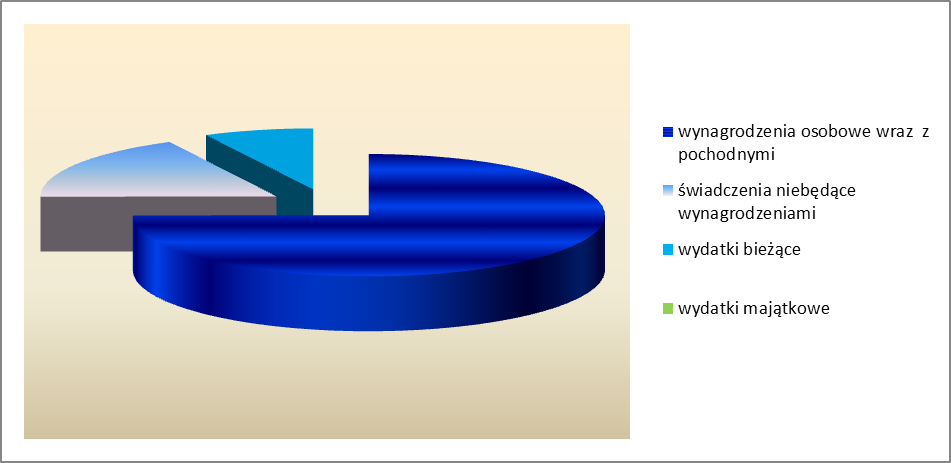 wynagrodzenia osobowe wraz  z
pochodnymi
świadczenia niebędące
wynagrodzeniami
wydatki bieżące
wydatki majątkowe